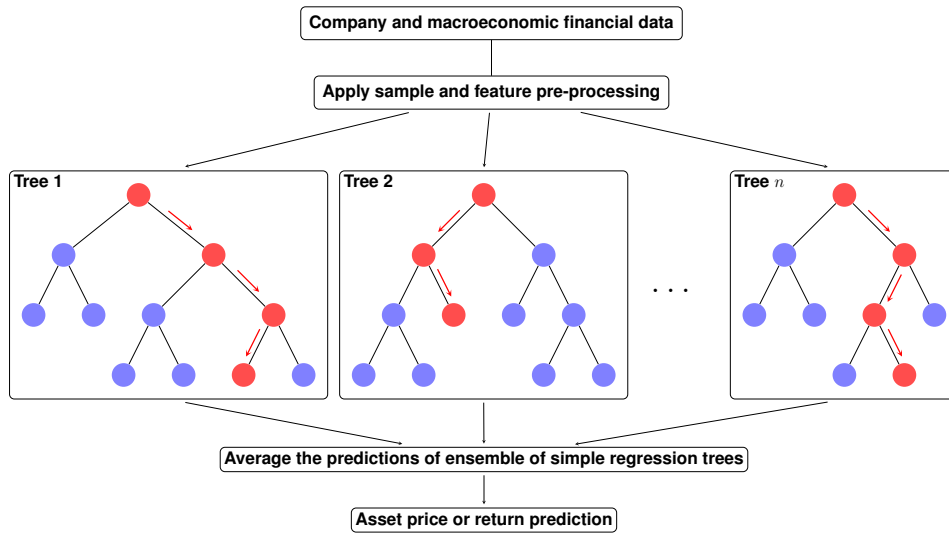 Company and macroeconomic financial data
Apply sample and feature pre-processing
Tree 1
Tree 2
Tree n
. . .
Average the predictions of ensemble of simple regression trees
Asset price or return prediction